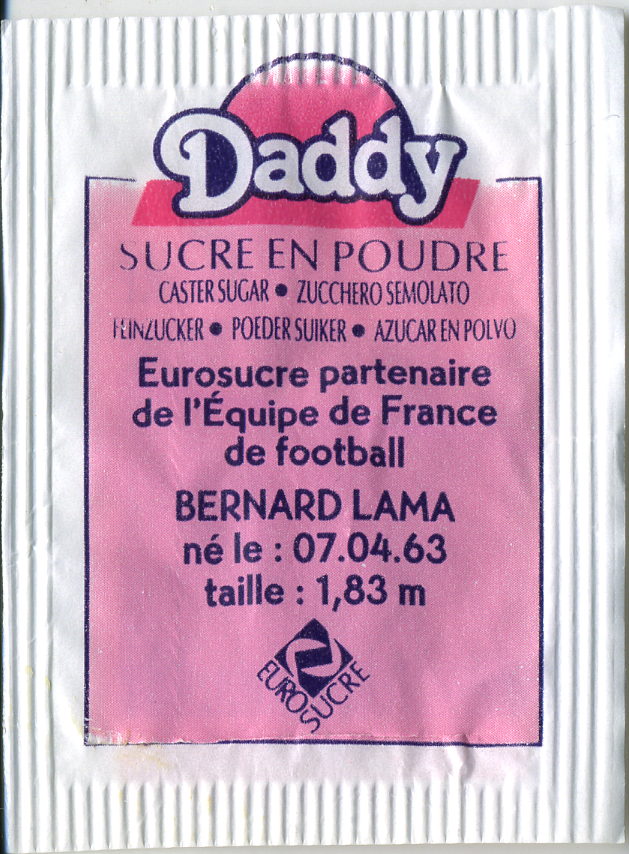 Daddy
SUCRE EN POUDRE
CASTER SUGAR • ZUCCHERO SEMOLATO
FEINZUCKER • POEDER SUIKER • AZUCAR EN POLVO
Eurosucre partenaire
de l'Équipe de France
de football
BERNARD LAMA
né le : 07.04.63
taille : 1,83 m
EUROSUCRE